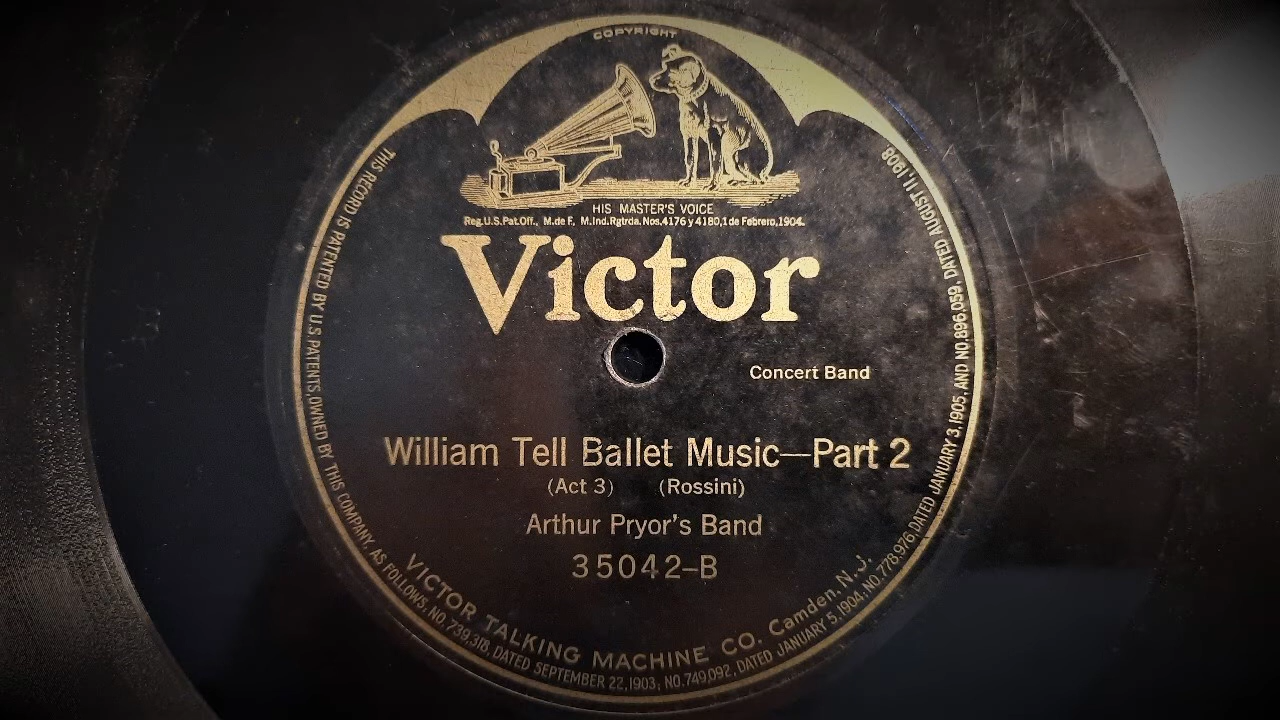 COPYRIGHT
HIS MASTER'S VOICE
Reg.U.S.Pat.Off., M.de F., M.Ind.Rgtrda.Nos.4176 y 4180,1 de Febrero,1904.
Victor
Concert Band
William Tell Ballet Music—Part 2
(Act 3) (Rossini)
Arthur Pryor's Band
35042-B
VICTOR TALKING MACHINE CO. Camden, N.J.
THIS RECORD IS PATENTED BY U.S. PATENTS, OWNED BY THIS COMPANY, AS FOLLOWS, NO. 739,318, DATED SEPTEMBER 22, 1903; NO. 749,092, DATED JANUARY 5, 1904; NO. 778,976, DATED JANUARY 3, 1905, AND NO. 896,059, DATED AUGUST 11, 1908.